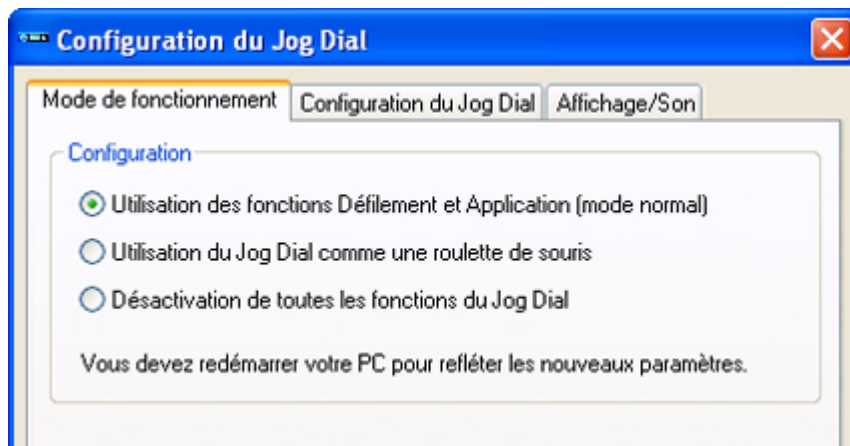 Configuration du Jog Dial
Mode de fonctionnement Configuration du Jog Dial Affichage/Son
Configuration
Utilisation des fonctions Défilement et Application (mode normal)
Utilisation du Jog Dial comme une roulette de souris
Désactivation de toutes les fonctions du Jog Dial
Vous devez redémarrer votre PC pour refléter les nouveaux paramètres.